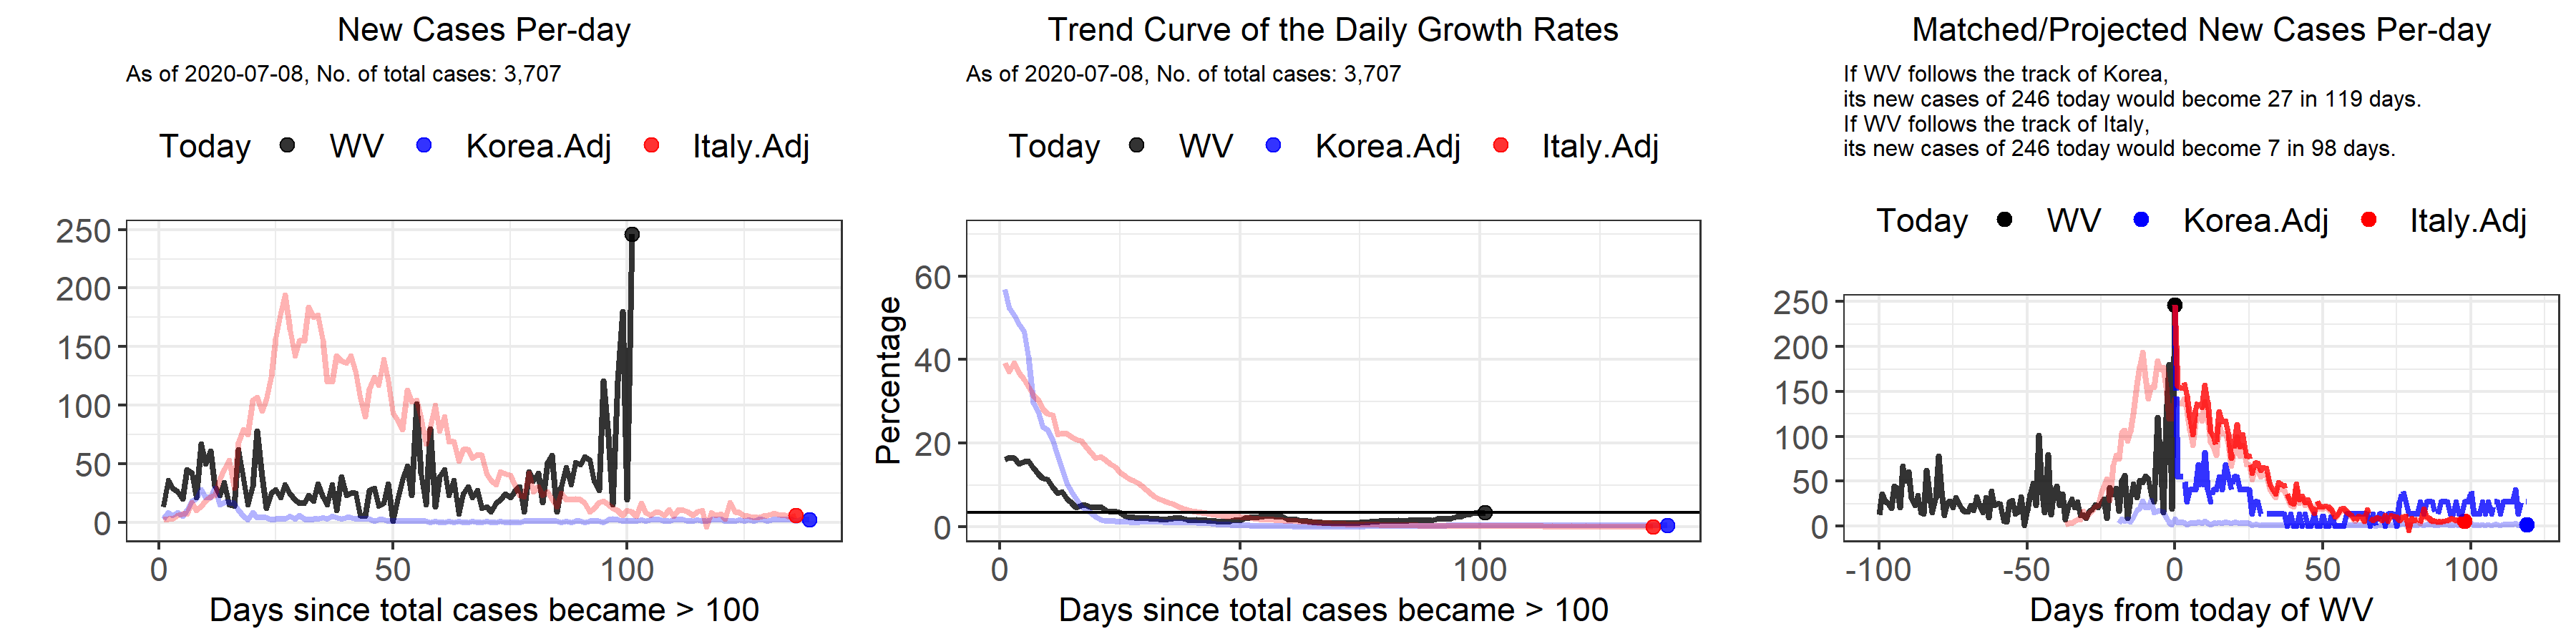 New Cases Per-day
As of 2020-07-08, No. of total cases: 3,707
Today WV Korea.Adj Italy.Adj
250
200
150
100
50
0
0 50 100
Days since total cases became > 100
Trend Curve of the Daily Growth Rates
As of 2020-07-08, No. of total cases: 3,707
Today WV Korea.Adj Italy.Adj
Percentage
60
40
20
0
0 50 100
Days since total cases became > 100
Matched/Projected New Cases Per-day
If WV follows the track of Korea,
its new cases of 246 today would become 27 in 119 days.
If WV follows the track of Italy,
its new cases of 246 today would become 7 in 98 days.
Today WV Korea.Adj Italy.Adj
250
200
150
100
50
0
-100 -50 0 50 100
Days from today of WV